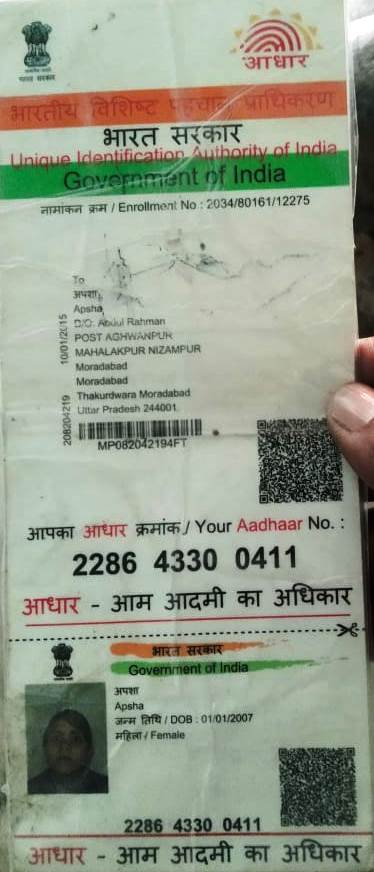 भारत सरकार
आधार
भारतीय विशिष्ट पहचान प्राधिकरण
भारत सरकार
Unique Identification Authority of India
Government of India
नामांकन क्रम / Enrollment No : 2034/80161/12275
To
अपशा
Apsha
D/O: Abdul Rahman
POST AGHWANPUR
MAHALAKPUR NIZAMPUR
Moradabad
Moradabad
Thakurdwara Moradabad
Uttar Pradesh 244001
10/01/2015
208204219
MP082042194FT
आपका आधार क्रमांक / Your Aadhaar No. :
2286 4330 0411
आधार - आम आदमी का अधिकार
भारत सरकार
Government of India
अपशा
Apsha
जन्म तिथि / DOB : 01/01/2007
महिला / Female
2286 4330 0411
आधार - आम आदमी का अधिकार